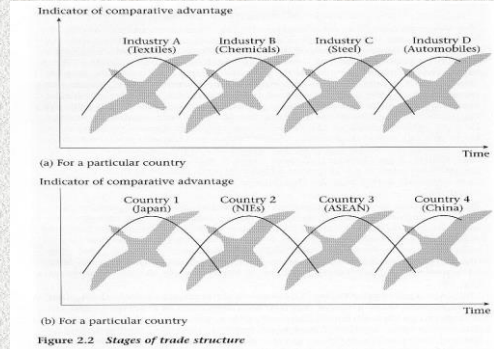 Indicator of comparative advantage
Industry A Industry B Industry C Industry D
(Textiles) (Chemicals) (Steel) (Automobiles)
Time
(a) For a particular country
Indicator of comparative advantage
Country 1 Country 2 Country 3 Country 4
(Japan) (NIEs) (ASEAN) (China)
Time
(b) For a particular country
Figure 2.2 Stages of trade structure